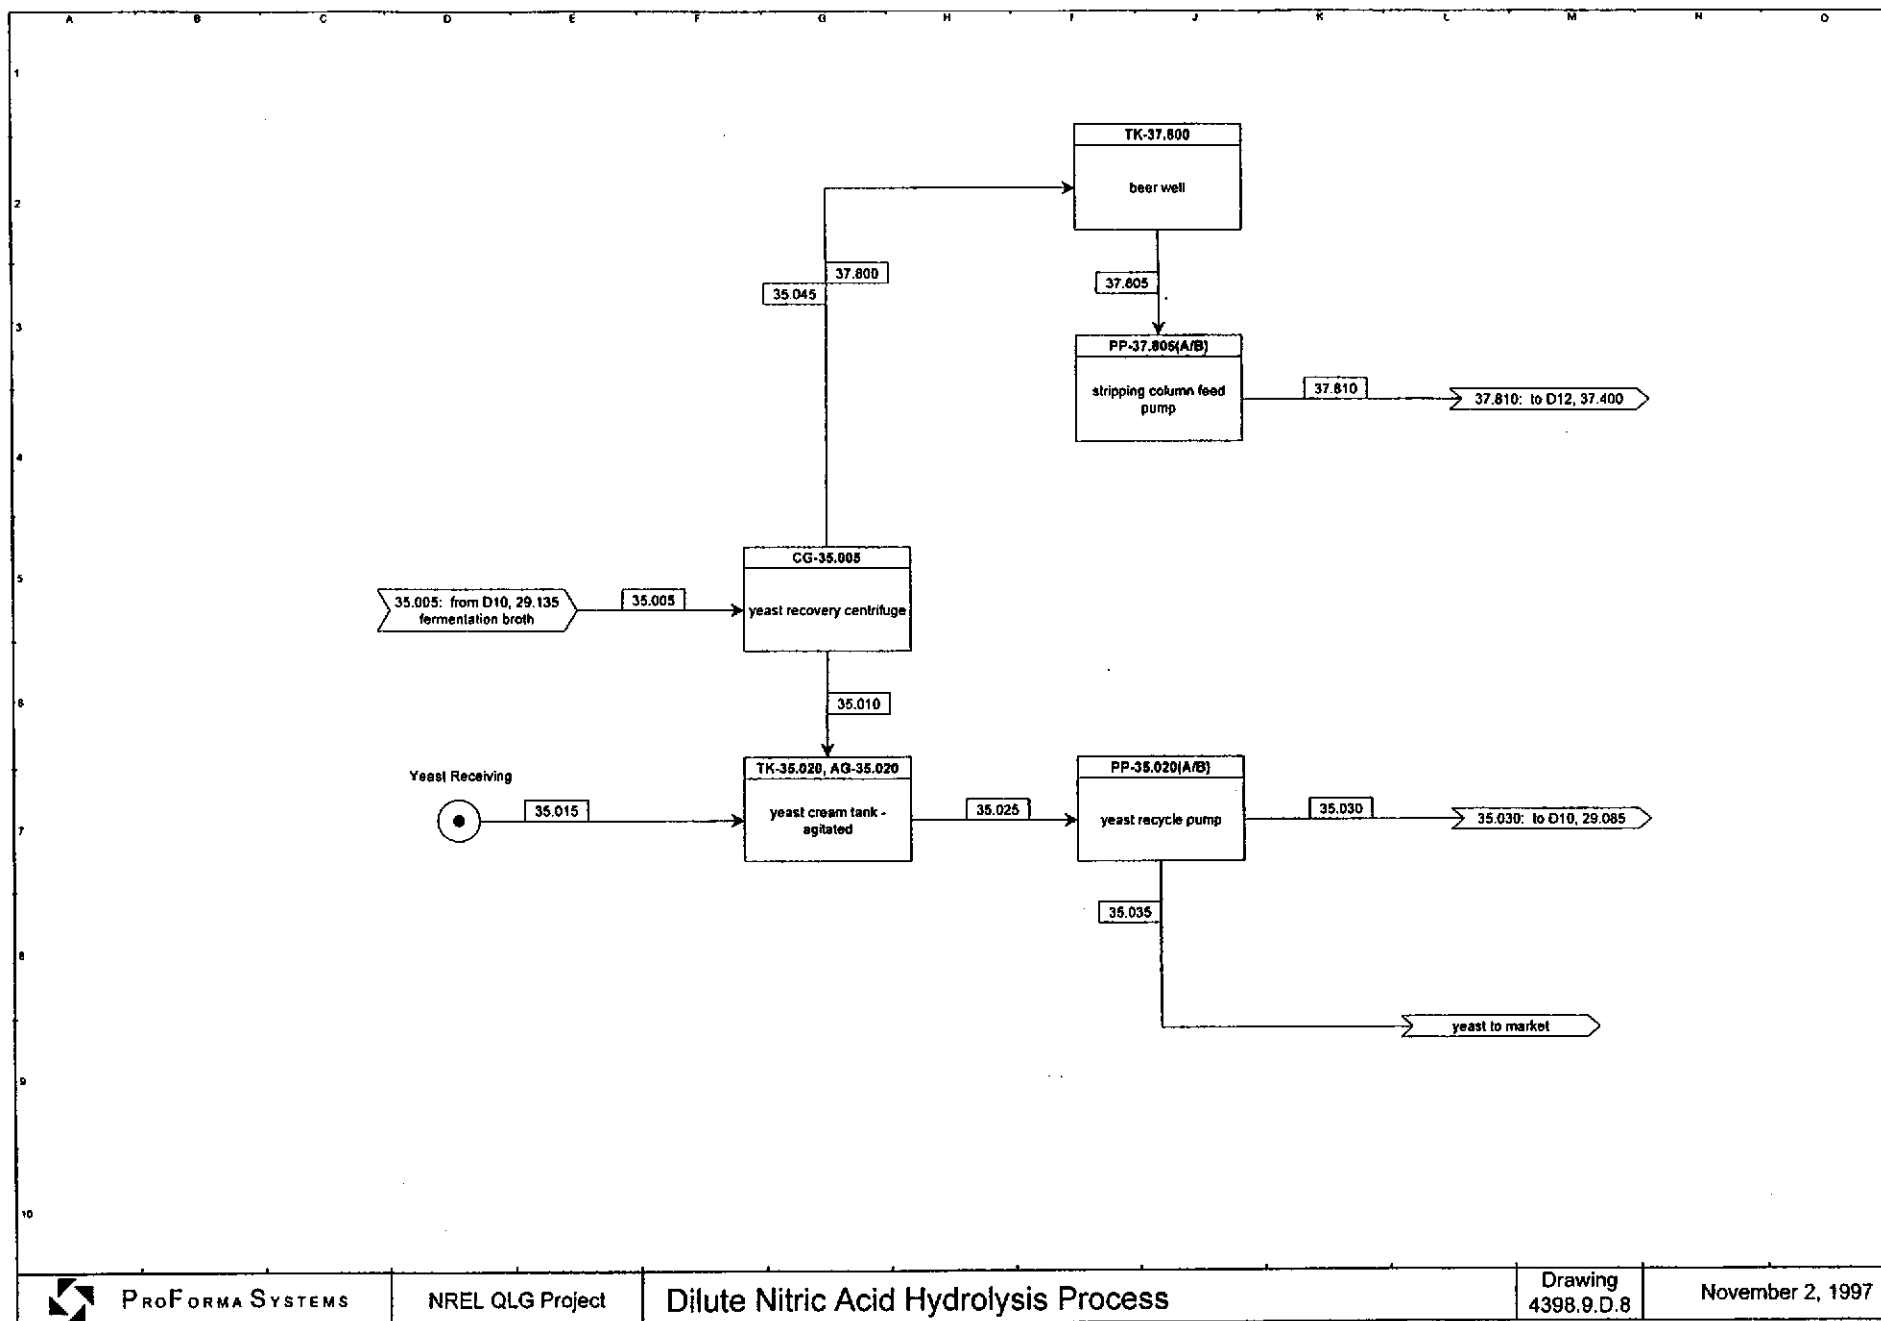 A B C D E F G H I J K L M N O
1
TK-37.800
beer well
2
37.800
37.805
35.045
3
PP-37.805(A/B)
stripping column feed
pump
37.810
37.810: to D12, 37.400
4
CG-35.005
5
35.005: from D10, 29.135
fermentation broth
35.005
yeast recovery centrifuge
6
35.010
Yeast Receiving
TK-35.020, AG-35.020
PP-35.020(A/B)
35.015
yeast cream tank -
agitated
35.025
yeast recycle pump
35.030
35.030: to D10, 29.085
7
35.035
8
yeast to market
9
10
PROFORMA SYSTEMS
NREL QLG Project
Dilute Nitric Acid Hydrolysis Process
Drawing
4398.9.D.8
November 2, 1997